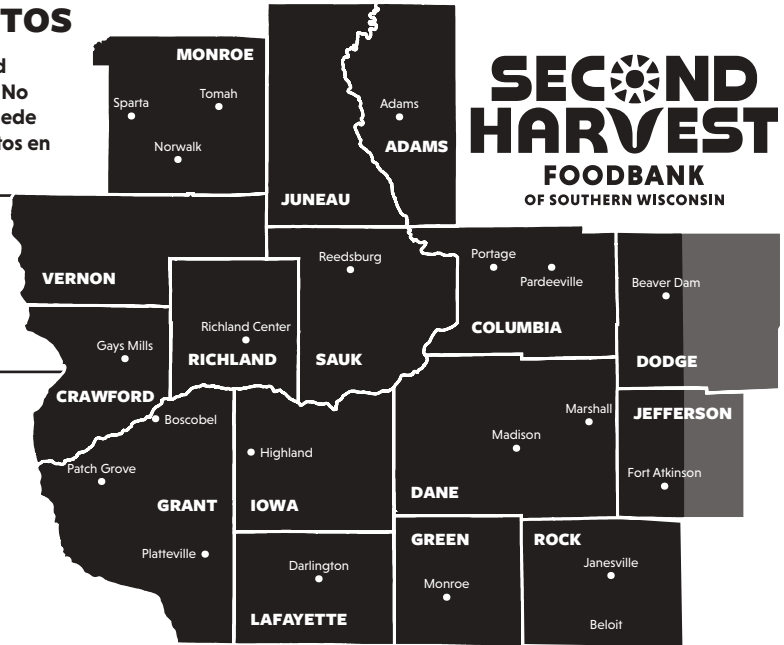 TOS
d
No
ede
tos en
SECOND
HARVEST
FOODBANK
OF SOUTHERN WISCONSIN
MONROE
Sparta
Tomah
Norwalk
JUNEAU
Adams
ADAMS
VERNON
Reedsburg
SAUK
Richland Center
RICHLAND
Portage
Pardeeville
COLUMBIA
Beaver Dam
DODGE
Gays Mills
CRAWFORD
Boscobel
Patch Grove
GRANT
Platteville
Highland
IOWA
Marshall
Madison
DANE
JEFFERSON
Fort Atkinson
Darlington
LAFAYETTE
GREEN
Monroe
ROCK
Janesville
Beloit